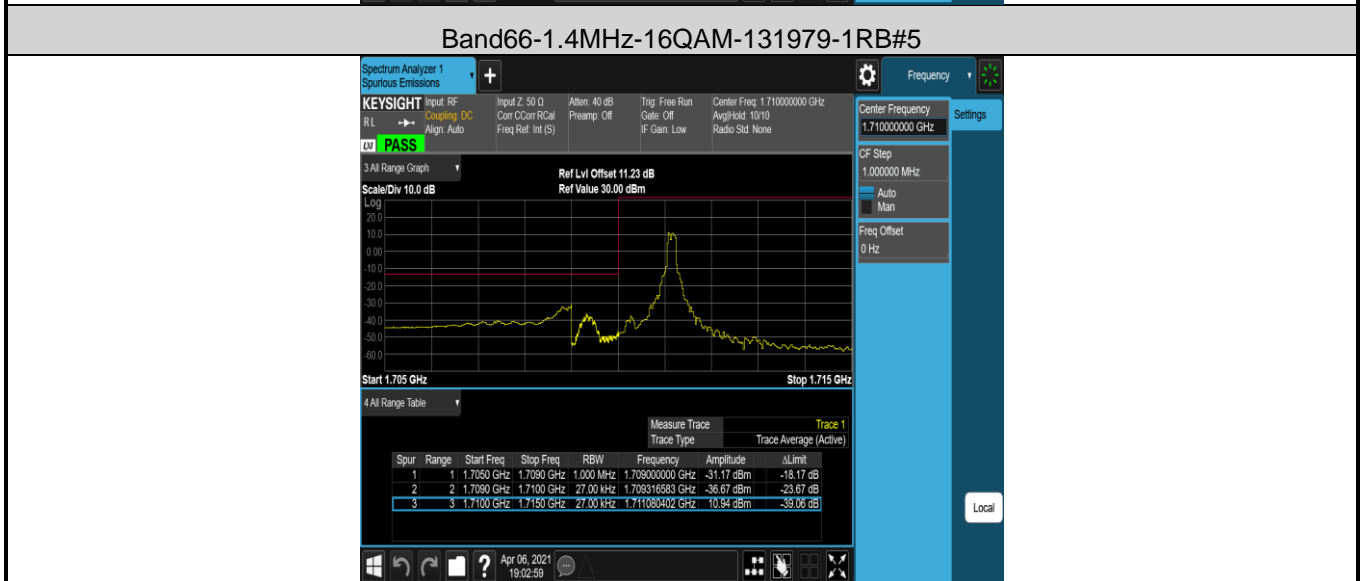 Band66-1.4MHz-16QAM-131979-1RB#5
Spectrum Analyzer 1
Spurious Emissions
+
Frequency
KEYSIGHT Input: RF Input Z: 50 Ω Atten: 40 dB Trig: Free Run Center Freq: 1.710000000 GHz
RL Coupling: DC Corr CCorr RCal Preamp: Off Gate: Off Avg|Hold: 10/10
Align: Auto Freq Ref: Int (S) IF Gain: Low Radio Std: None
LXI PASS
Center Frequency
1.710000000 GHz
Settings
CF Step
1.000000 MHz
Auto
Man
Freq Offset
0 Hz
3 All Range Graph
Ref Lvl Offset 11.23 dB
Scale/Div 10.0 dB Ref Value 30.00 dBm
Log
20.0
10.0
0.00
-10.0
-20.0
-30.0
-40.0
-50.0
-60.0
Start 1.705 GHz Stop 1.715 GHz
4 All Range Table
Measure Trace Trace 1
Trace Type Trace Average (Active)
Spur Range Start Freq Stop Freq RBW Frequency Amplitude ∆Limit
1 1 1.7050 GHz 1.7090 GHz 1.000 MHz 1.709000000 GHz -31.17 dBm -18.17 dB
2 2 1.7090 GHz 1.7100 GHz 27.00 kHz 1.709316583 GHz -36.67 dBm -23.67 dB
3 3 1.7100 GHz 1.7150 GHz 27.00 kHz 1.711080402 GHz 10.94 dBm -39.06 dB
Local
? Apr 06, 2021
19:02:59